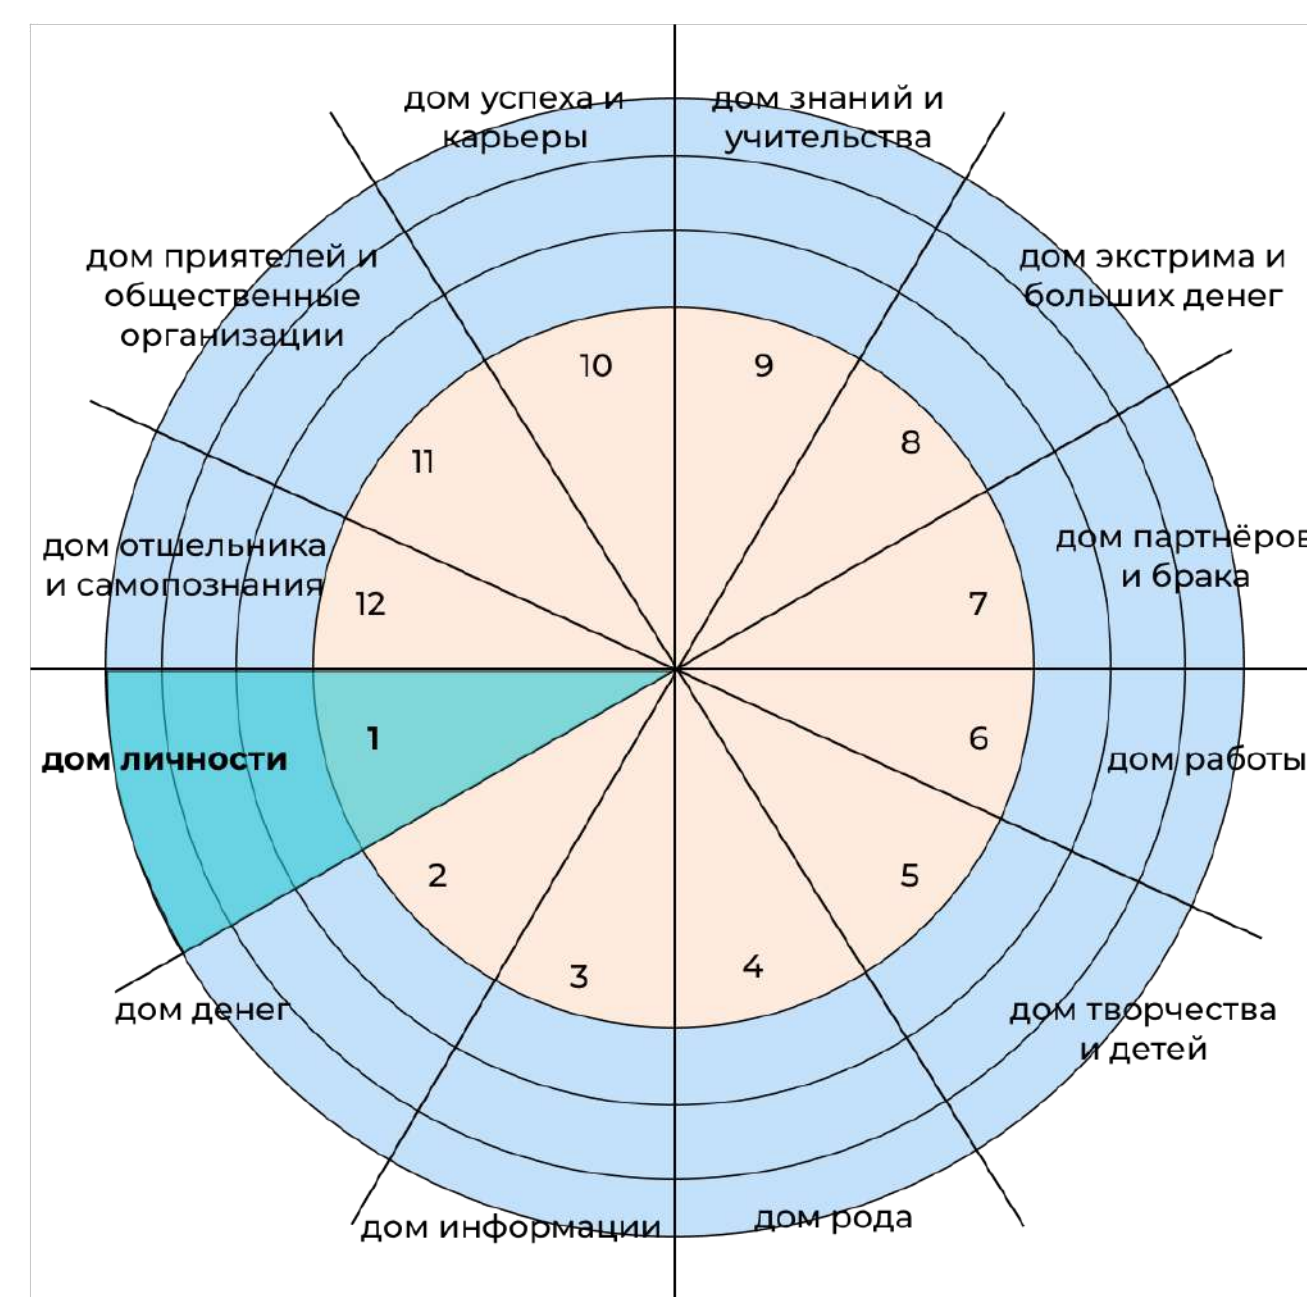 дом успеха и
карьеры
дом знаний и
учительства
дом приятелей и
общественные
организации
дом экстрима и
больших денег
10
9
11
8
дом отшельника
и самопознания
дом партнёров
и брака
12
7
1
6
дом личности
дом работы
2
5
3
4
дом денег
дом творчества
и детей
дом информации
дом рода